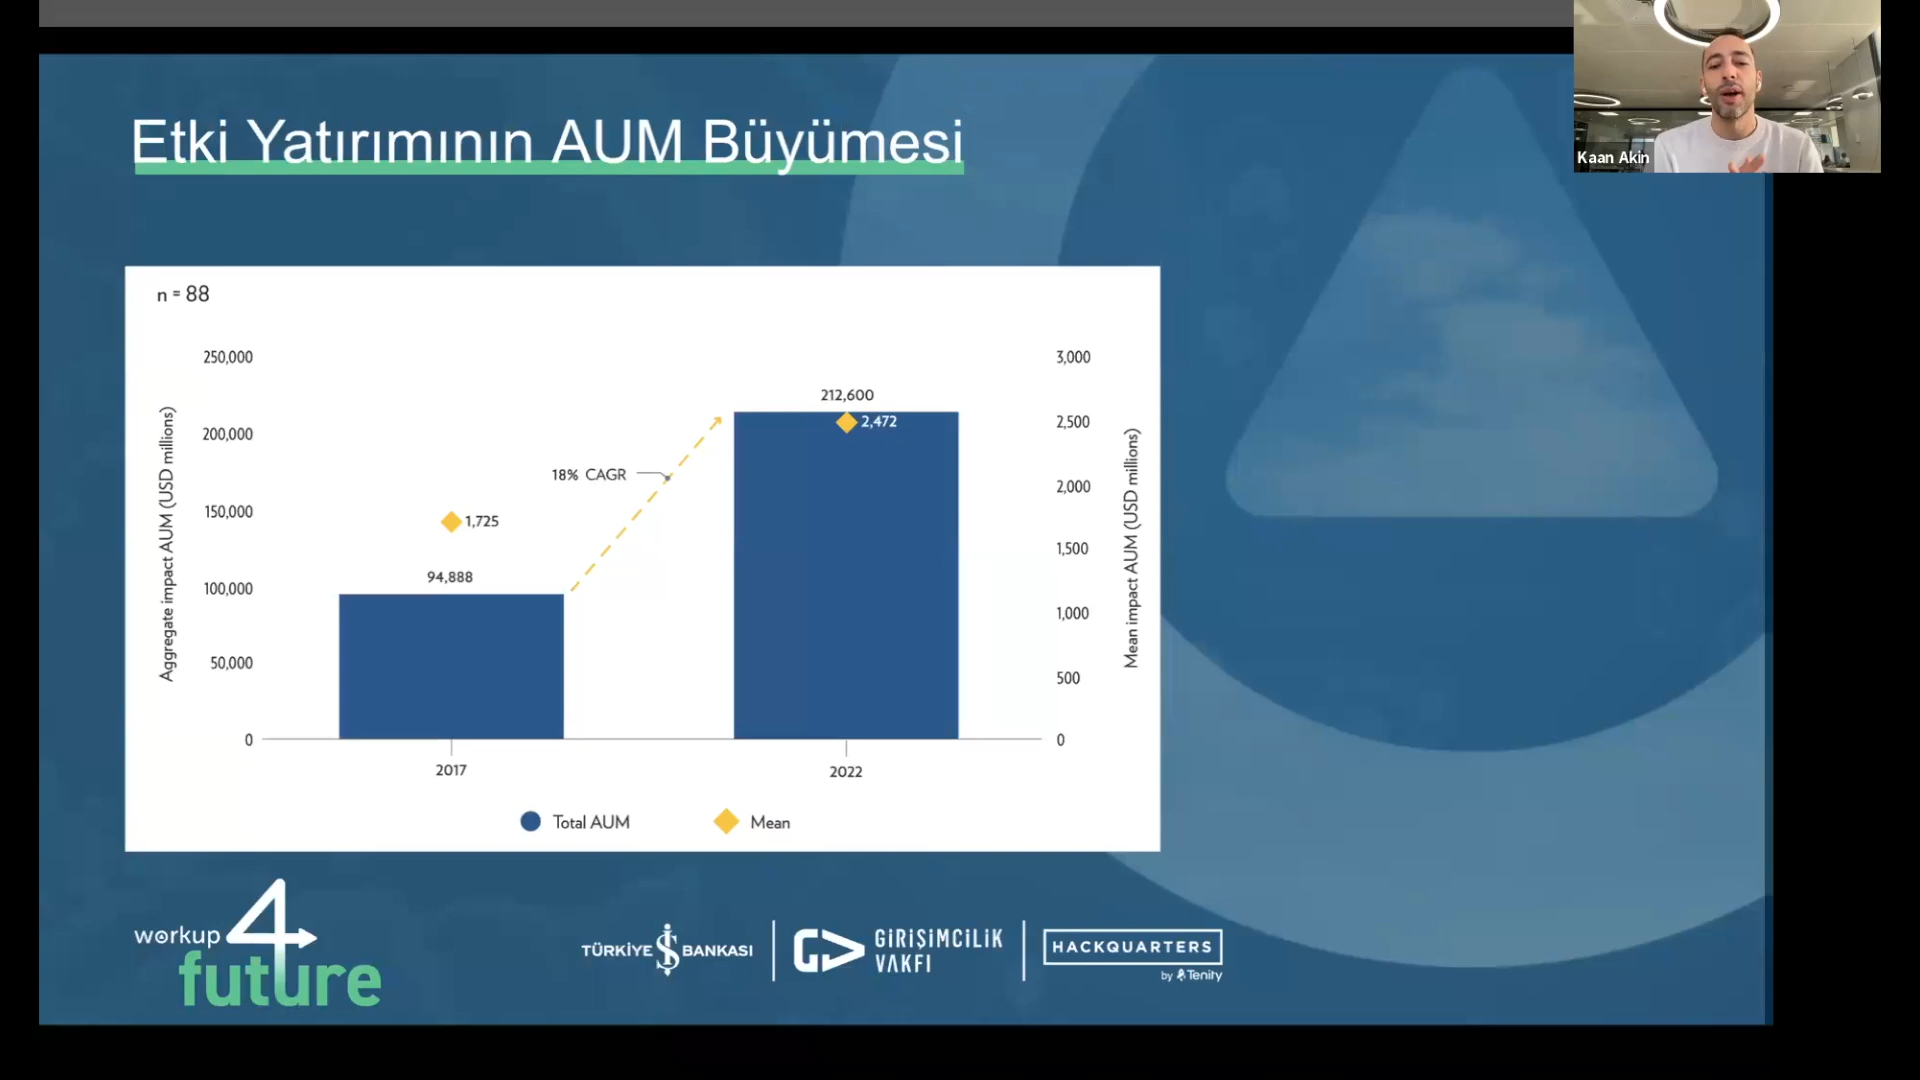 Etki Yatırımının AUM Büyümesi
Kaan Akin
n = 88
250,000
200,000
150,000
100,000
50,000
0
Aggregate impact AUM (USD millions)
3,000
2,500
2,000
1,500
1,000
500
0
Mean impact AUM (USD millions)
212,600
2,472
18% CAGR
1,725
94,888
2017
2022
Total AUM
Mean
workup
4
future
TÜRKİYE İŞ BANKASI
GİRİŞİMCİLİK
VAKFI
HACKQUARTERS
by Tenity